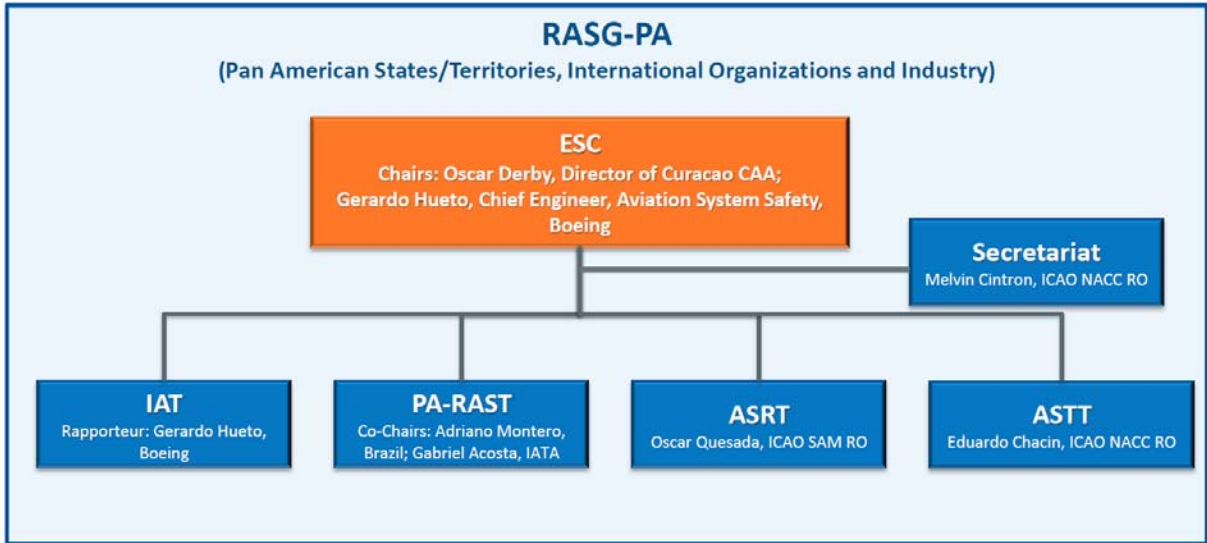 RASG-PA
(Pan American States/Territories, International Organizations and Industry)
ESC
Chairs: Oscar Derby, Director of Curacao CAA;
Gerardo Hueto, Chief Engineer, Aviation System Safety,
Boeing
Secretariat
Melvin Cintron, ICAO NACC RO
IAT
Rapporteur: Gerardo Hueto,
Boeing
PA-RAST
Co-Chairs: Adriano Montero,
Brazil; Gabriel Acosta, IATA
ASRT
Oscar Quesada, ICAO SAM RO
ASTT
Eduardo Chacin, ICAO NACC RO